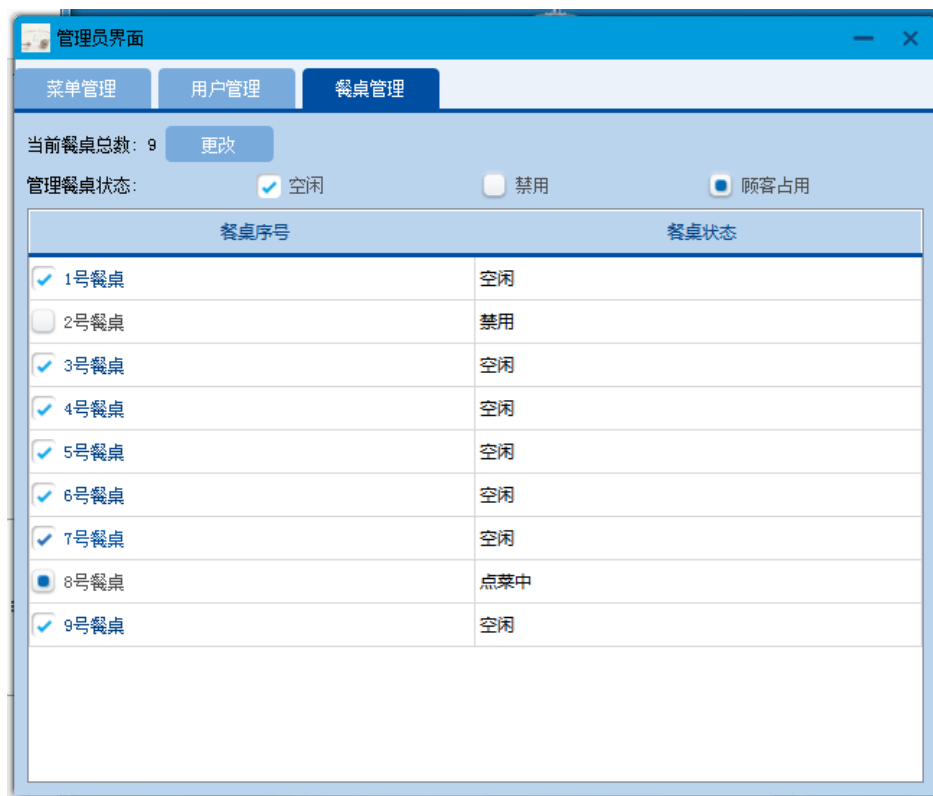 管理员界面
菜单管理 用户管理 餐桌管理
当前餐桌总数: 9 更改
管理餐桌状态: 空闲 禁用 顾客占用
餐桌序号 餐桌状态
1号餐桌 空闲
2号餐桌 禁用
3号餐桌 空闲
4号餐桌 空闲
5号餐桌 空闲
6号餐桌 空闲
7号餐桌 空闲
8号餐桌 点菜中
9号餐桌 空闲